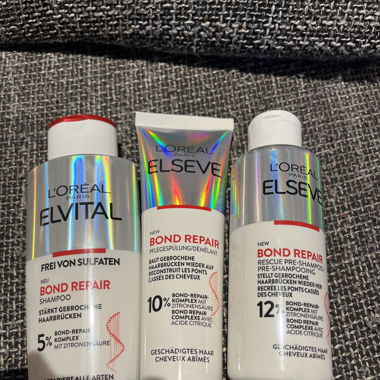 L'ORÉAL
PARIS
ELVITAL
FREI VON SULFATEN
NEU
BOND REPAIR
SHAMPOO
STÄRKT GEBROCHENE
HAARBRÜCKEN
5%
BOND-REPAIR-
KOMPLEX
MIT ZITRONENSÄURE
ALLE ARTEN
L'ORÉAL
PARIS
ELSEVE
NEW
BOND REPAIR
PFLEGESPÜLUNG/DÉMÊLANT
BAUT GEBROCHENE
HAARBRÜCKEN WIEDER AUF
RECONSTRUIT LES PONTS
CASSÉS DES CHEVEUX
10%
BOND-REPAIR-
KOMPLEX MIT
ZITRONENSÄURE
BOND REPAIR
COMPLEX AVEC
ACIDE CITRIQUE
GESCHÄDIGTES HAAR
CHEVEUX ABÎMÉS
L'ORÉAL
PARIS
ELSEVE
NEW
BOND REPAIR
RESCUE PRE-SHAMPOO
PRE-SHAMPOOING
STELLT GEBROCHENE
HAARBRÜCKEN WIEDER HER
RECRÉE LES PONTS CASSÉS
DES CHEVEUX
12%
BOND-REPAIR-
KOMPLEX MIT
ZITRONENSÄURE
BOND REPAIR
COMPLEX AVEC
ACIDE CITRIQUE
GESCHÄDIGTES HAAR
CHEVEUX ABÎMÉS